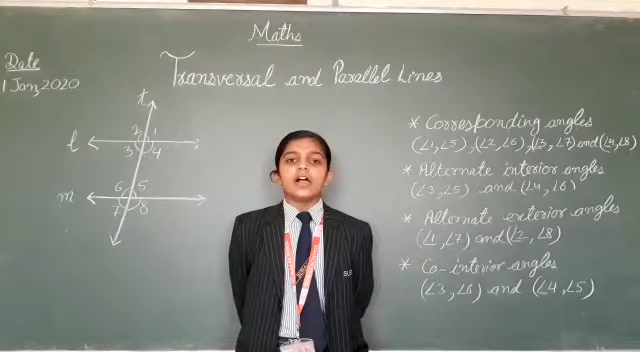 Maths
Date
1 Jan, 2020
Transversal and Parallel Lines
t
l
m
2 1
3 4
6 5
7 8
* Corresponding angles
(∠1, ∠5), (∠2, ∠6), (∠3, ∠7) and (∠4, ∠8)
* Alternate interior angles
(∠3, ∠5) and (∠4, ∠6)
* Alternate exterior angles
(∠1, ∠7) and (∠2, ∠8)
* Co-interior angles
(∠3, ∠6) and (∠4, ∠5)